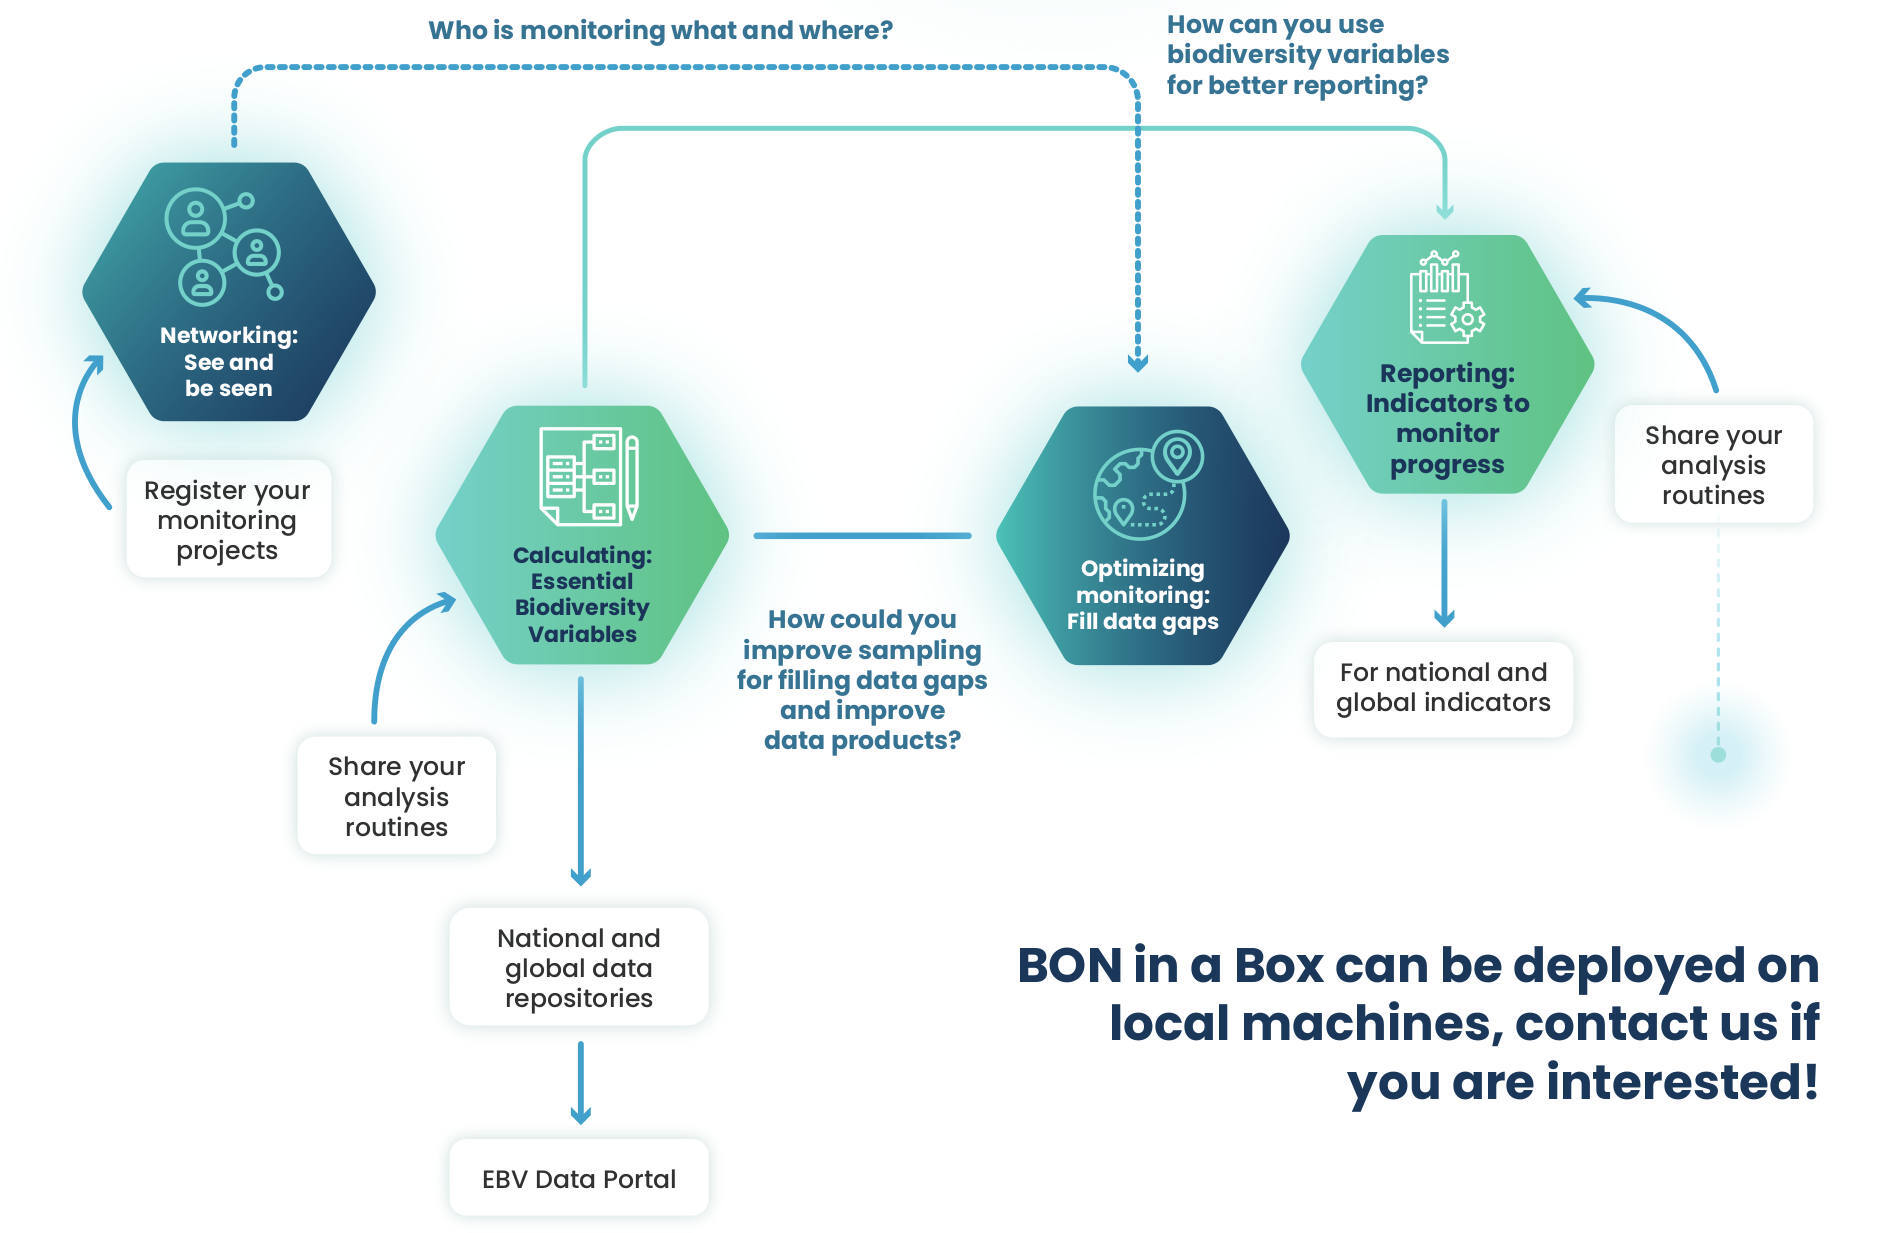 Who is monitoring what and where?
How can you use
biodiversity variables
for better reporting?
Networking:
See and
be seen
Register your
monitoring
projects
Calculating:
Essential
Biodiversity
Variables
Share your
analysis
routines
National and
global data
repositories
EBV Data Portal
How could you
improve sampling
for filling data gaps
and improve
data products?
Optimizing
monitoring:
Fill data gaps
Reporting:
Indicators to
monitor
progress
Share your
analysis
routines
For national and
global indicators
BON in a Box can be deployed on
local machines, contact us if
you are interested!